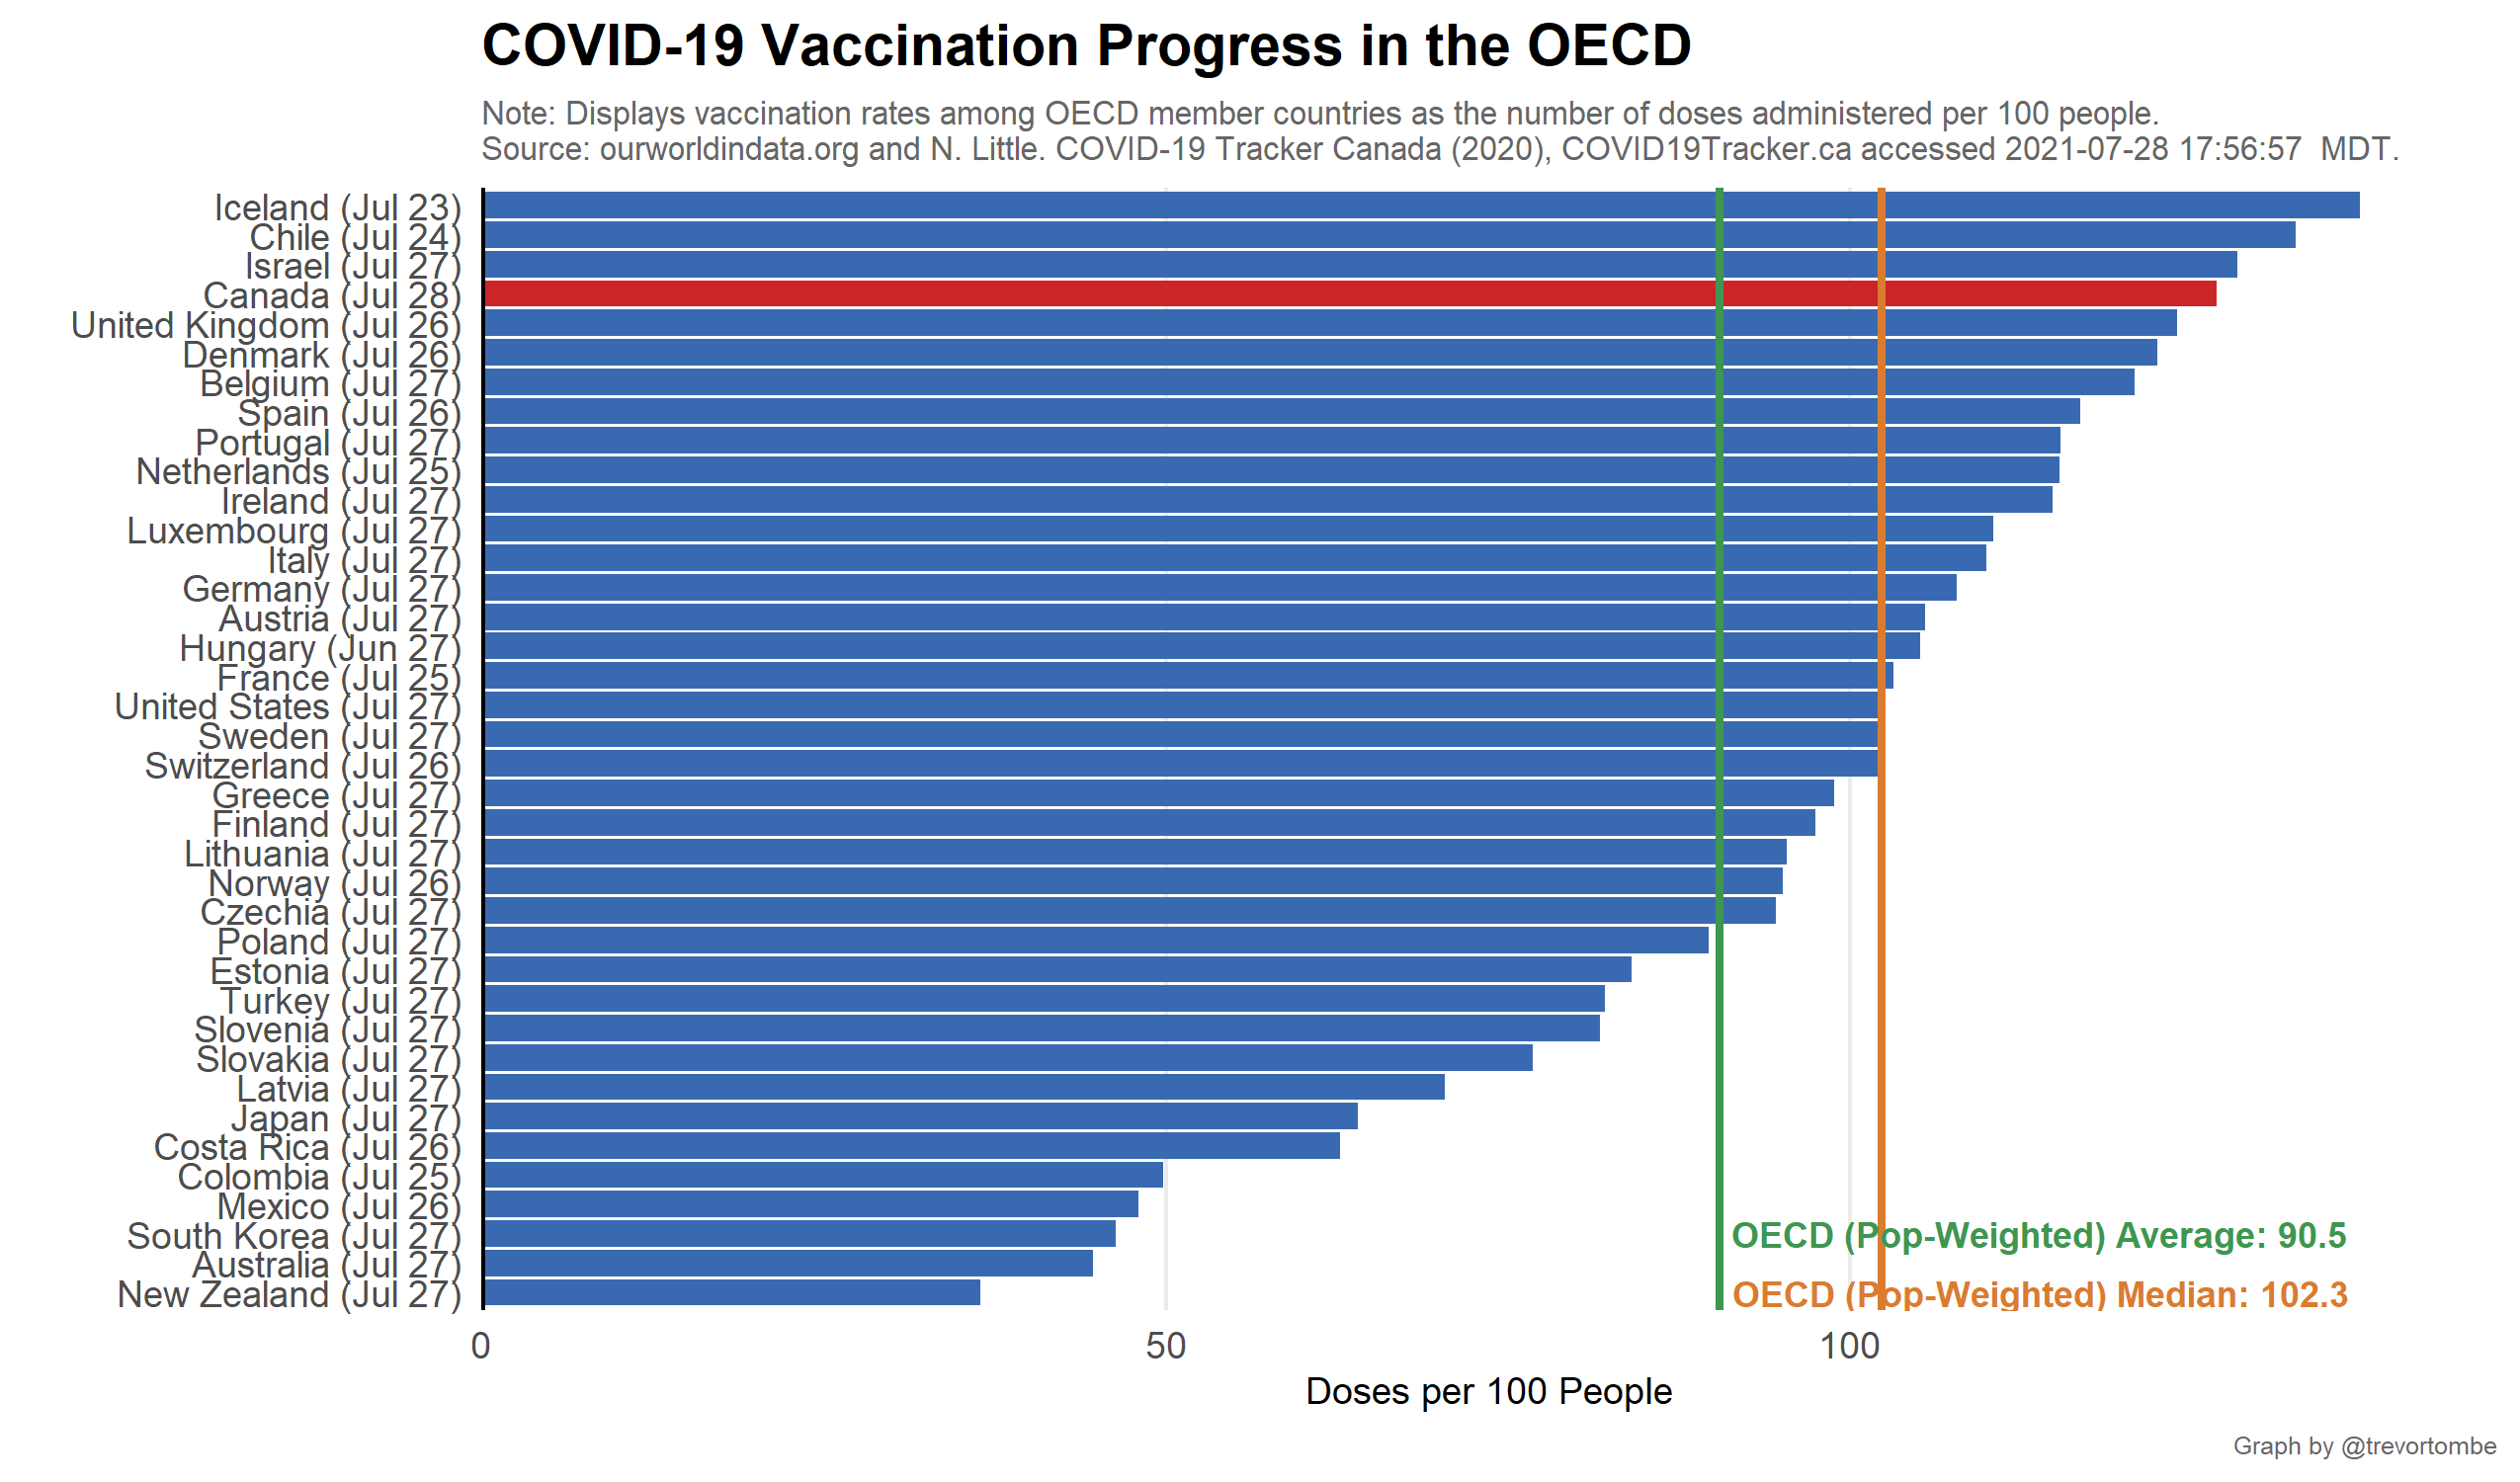 COVID-19 Vaccination Progress in the OECD
Note: Displays vaccination rates among OECD member countries as the number of doses administered per 100 people.
Source: ourworldindata.org and N. Little. COVID-19 Tracker Canada (2020), COVID19Tracker.ca accessed 2021-07-28 17:56:57  MDT.
Iceland (Jul 23)
Chile (Jul 24)
Israel (Jul 27)
Canada (Jul 28)
United Kingdom (Jul 26)
Denmark (Jul 26)
Belgium (Jul 27)
Spain (Jul 26)
Portugal (Jul 27)
Netherlands (Jul 25)
Ireland (Jul 27)
Luxembourg (Jul 27)
Italy (Jul 27)
Germany (Jul 27)
Austria (Jul 27)
Hungary (Jun 27)
France (Jul 25)
United States (Jul 27)
Sweden (Jul 27)
Switzerland (Jul 26)
Greece (Jul 27)
Finland (Jul 27)
Lithuania (Jul 27)
Norway (Jul 26)
Czechia (Jul 27)
Poland (Jul 27)
Estonia (Jul 27)
Turkey (Jul 27)
Slovenia (Jul 27)
Slovakia (Jul 27)
Latvia (Jul 27)
Japan (Jul 27)
Costa Rica (Jul 26)
Colombia (Jul 25)
Mexico (Jul 26)
South Korea (Jul 27)
Australia (Jul 27)
New Zealand (Jul 27)
OECD (Pop-Weighted) Average: 90.5
OECD (Pop-Weighted) Median: 102.3
0 50 100
Doses per 100 People
Graph by @trevortombe